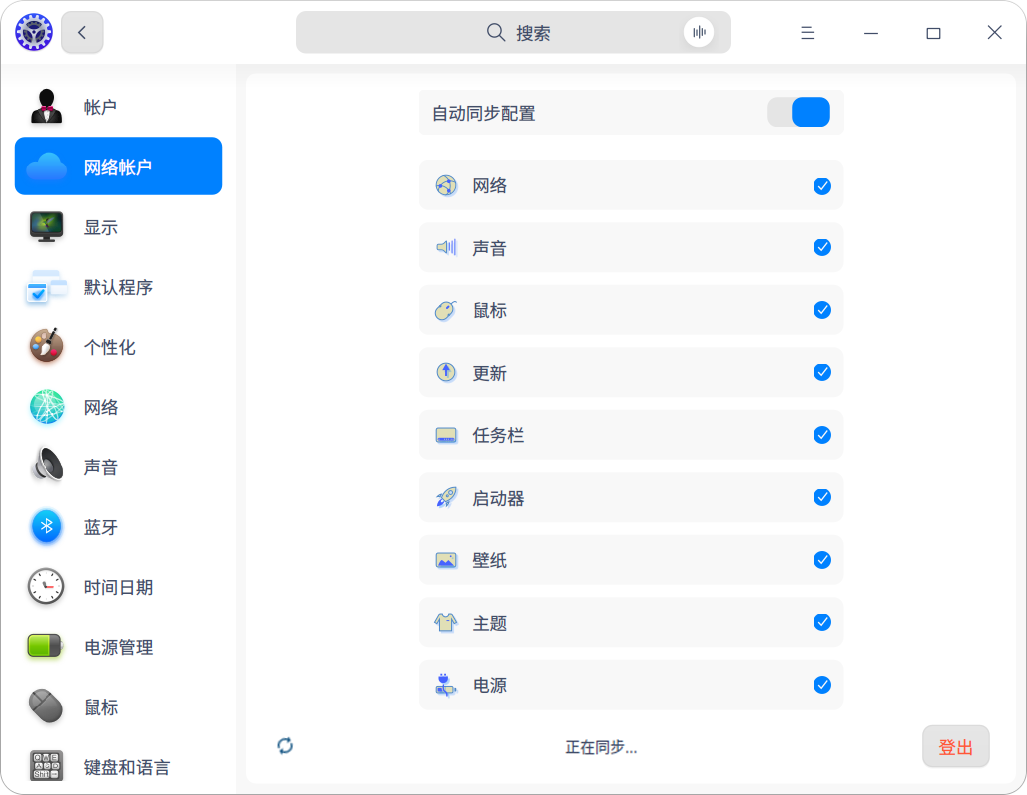 搜索
帐户
网络帐户
显示
默认程序
个性化
网络
声音
蓝牙
时间日期
电源管理
鼠标
键盘和语言
自动同步配置
网络
声音
鼠标
更新
任务栏
启动器
壁纸
主题
电源
正在同步...
登出